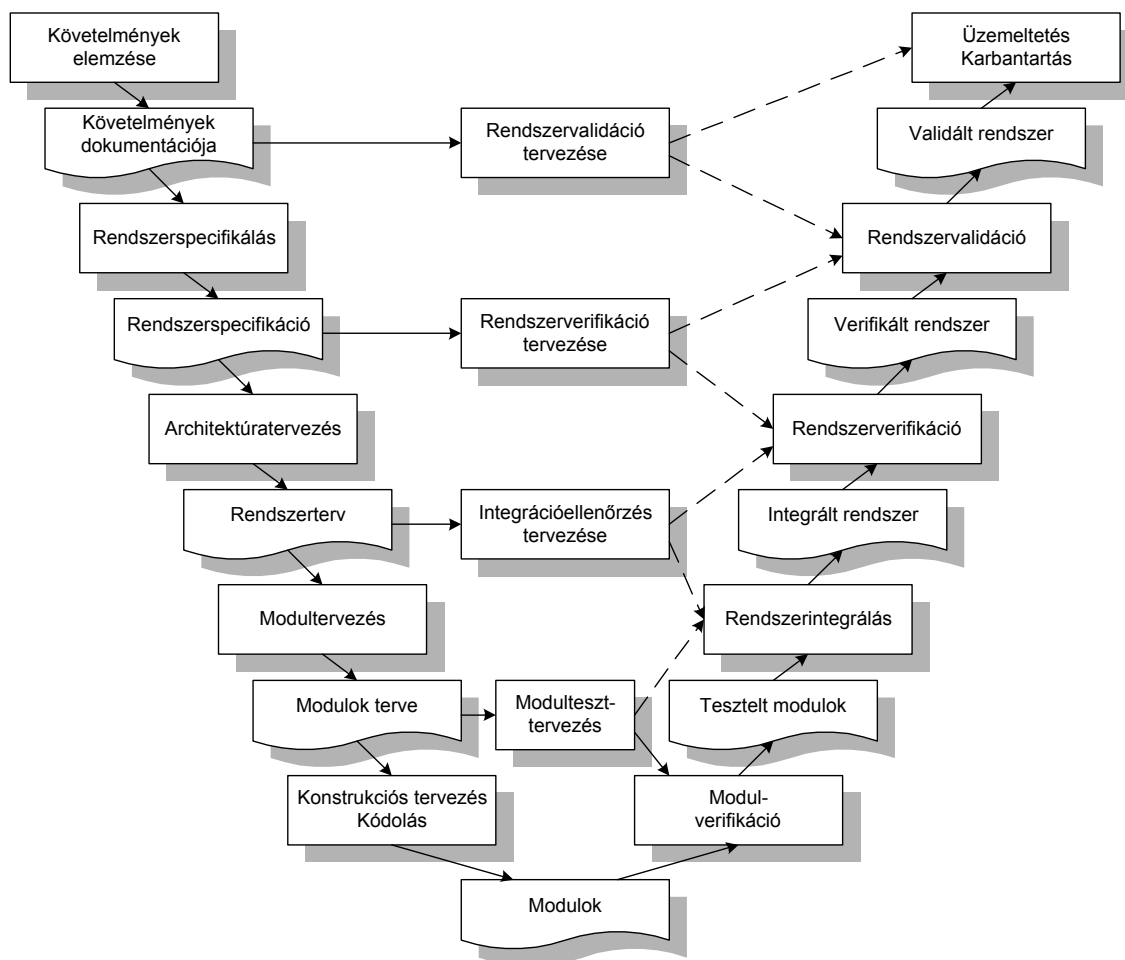 Követelmények
elemzése
Üzemeltetés
Karbantartás
Követelmények
dokumentációja
Rendszervalidáció
tervezése
Validált rendszer
Rendszerspecifikálás
Rendszervalidáció
Rendszerspecifikáció
Rendszerverifikáció
tervezése
Verifikált rendszer
Architektúratervezés
Rendszerverifikáció
Rendszerterv
Integrációellenőrzés
tervezése
Integrált rendszer
Modultervezés
Rendszerintegrálás
Modulok terve
Modulteszt-
tervezés
Tesztelt modulok
Konstrukciós tervezés
Kódolás
Modul-
verifikáció
Modulok